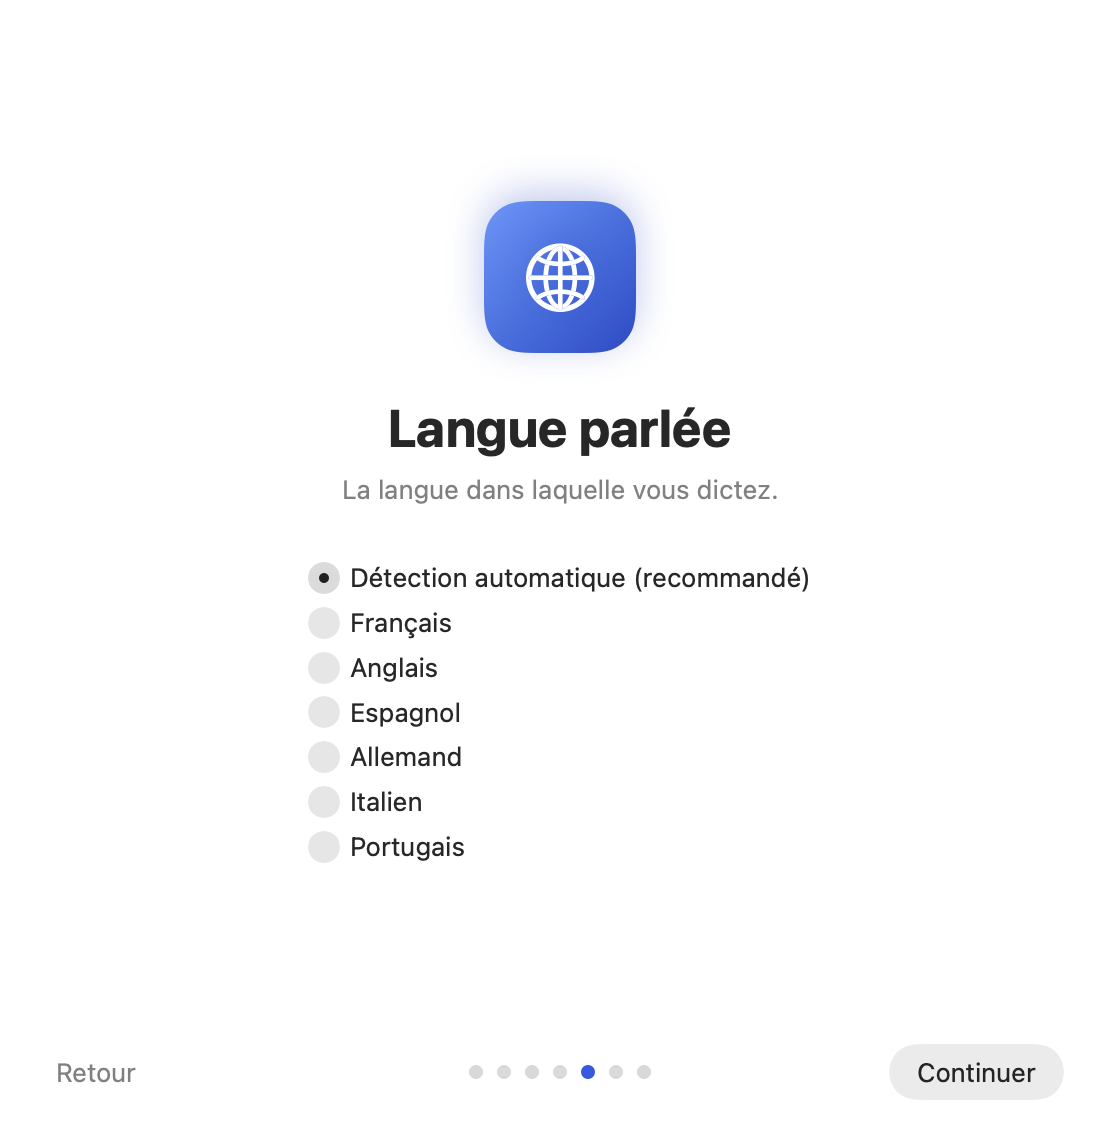 Langue parlée
La langue dans laquelle vous dictez.
Détection automatique (recommandé)
Français
Anglais
Espagnol
Allemand
Italien
Portugais
Retour
Continuer